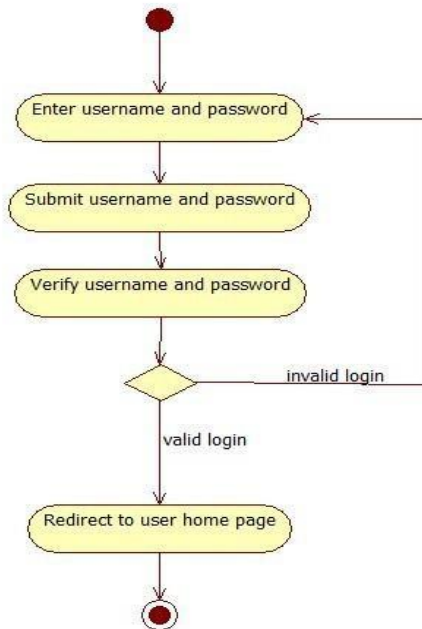 Enter username and password
Submit username and password
Verify username and password
invalid login
valid login
Redirect to user home page